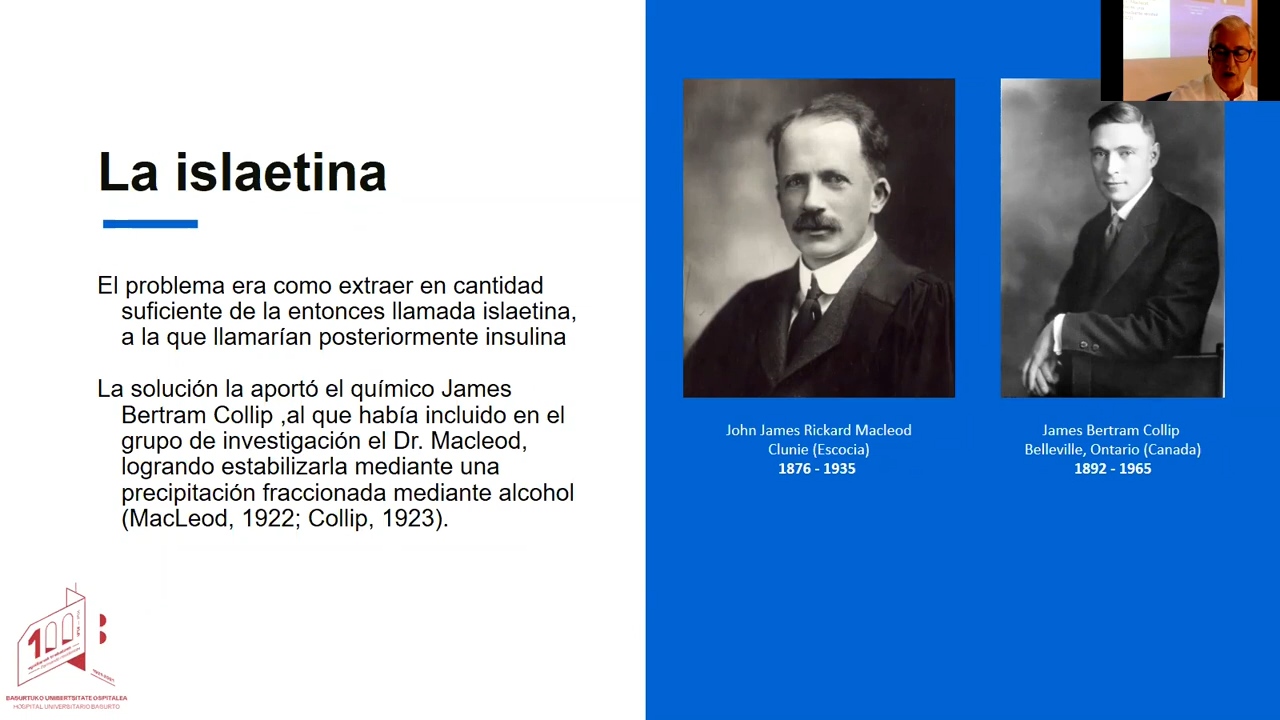 La islaetina
El problema era como extraer en cantidad
suficiente de la entonces llamada islaetina,
a la que llamarían posteriormente insulina
La solución la aportó el químico James
Bertram Collip ,al que había incluido en el
grupo de investigación el Dr. Macleod,
logrando estabilizarla mediante una
precipitación fraccionada mediante alcohol
(MacLeod, 1922; Collip, 1923).
John James Rickard Macleod
Clunie (Escocia)
1876 - 1935
James Bertram Collip
Belleville, Ontario (Canada)
1892 - 1965
100
B
BASURTUKO UNIBERTSITATE OSPITALEA
HOSPITAL UNIVERSITARIO BASURTO